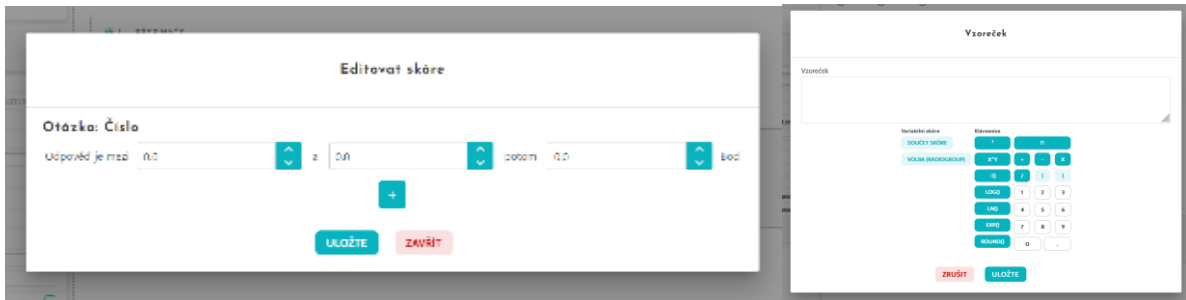 Editovat skóre
Otázka: Číslo
Odpověď je mezi 0.0 z 0.0 potom 0.0 Bod
+
ULOŽTE ZAVŘÍT
Vzoreček
Vzoreček
Variabilní skóre Klávesnice
SOUČET SKÓRE
VOLBA (RADIOGROUP) X^Y + - X
/ ( )
LOG() 1 2 3
LN() 4 5 6
EXP() 7 8 9
ROUND() 0 .
ZRUŠIT ULOŽTE